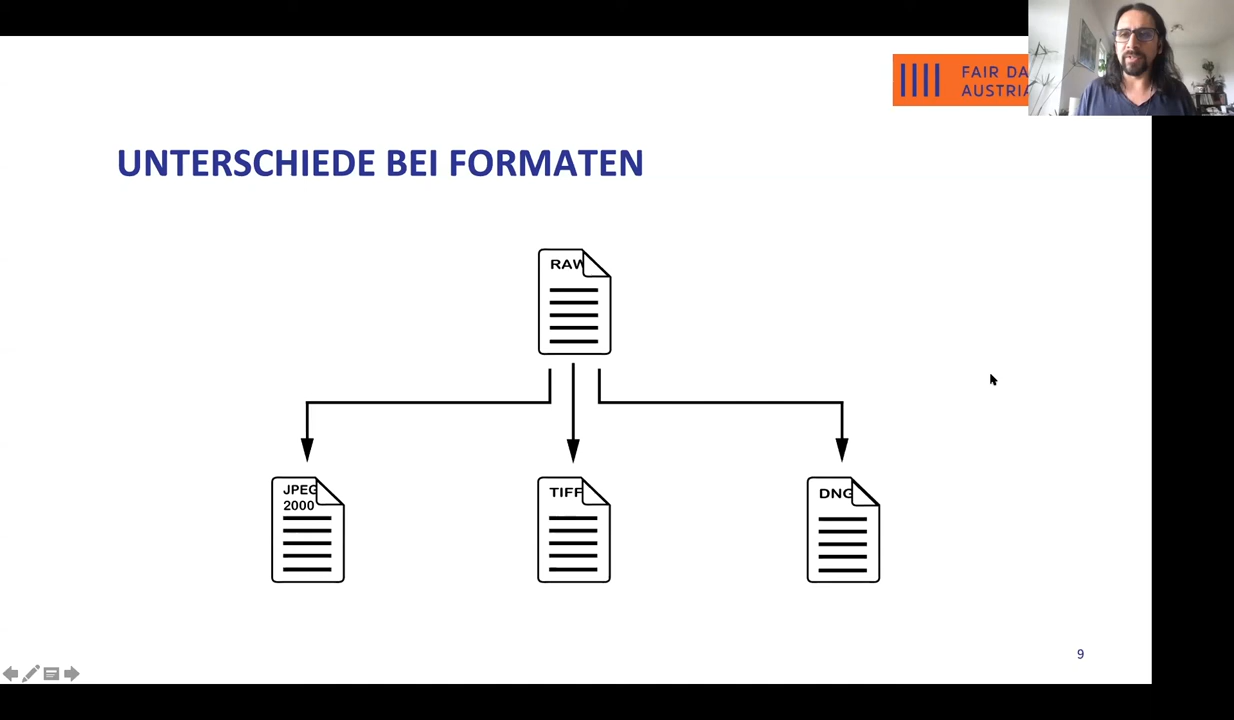 FAIR DA
AUSTRIA
UNTERSCHIEDE BEI FORMATEN
RAW
JPEG
2000
TIFF
DNG
9